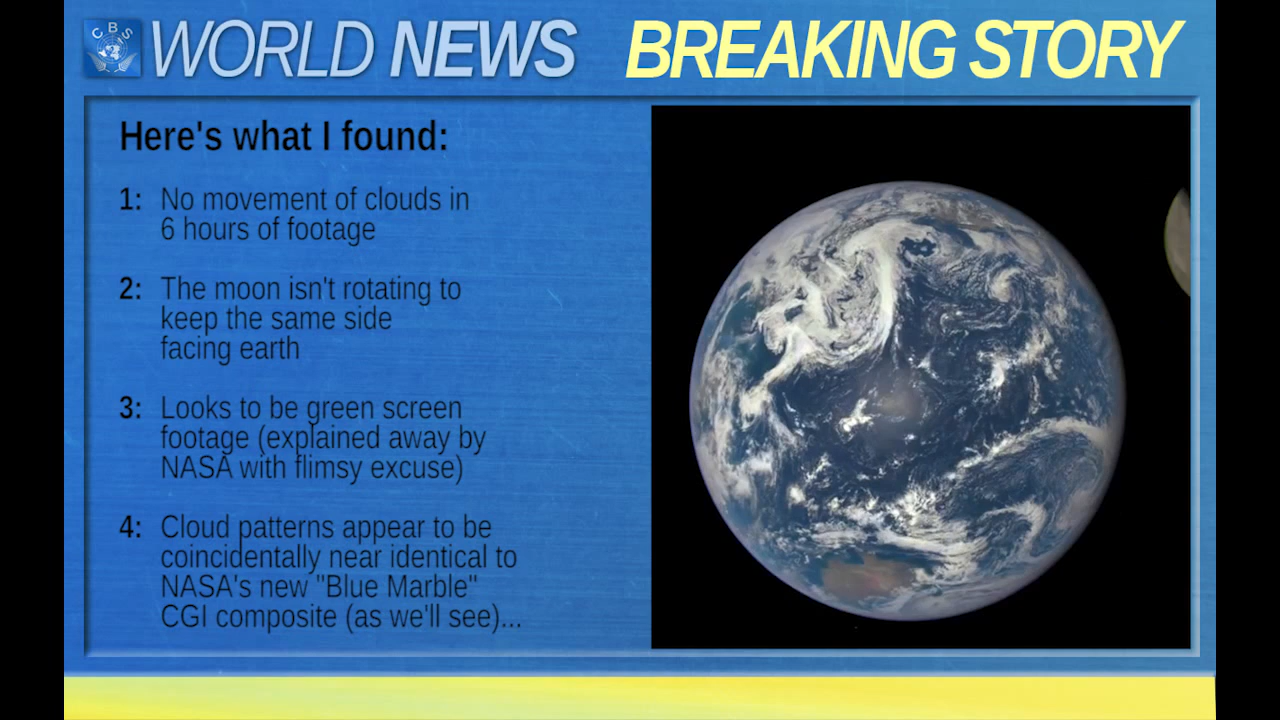 CBS
WORLD NEWS BREAKING STORY
Here's what I found:
1: No movement of clouds in
6 hours of footage
2: The moon isn't rotating to
keep the same side
facing earth
3: Looks to be green screen
footage (explained away by
NASA with flimsy excuse)
4: Cloud patterns appear to be
coincidentally near identical to
NASA's new "Blue Marble"
CGI composite (as we'll see)...